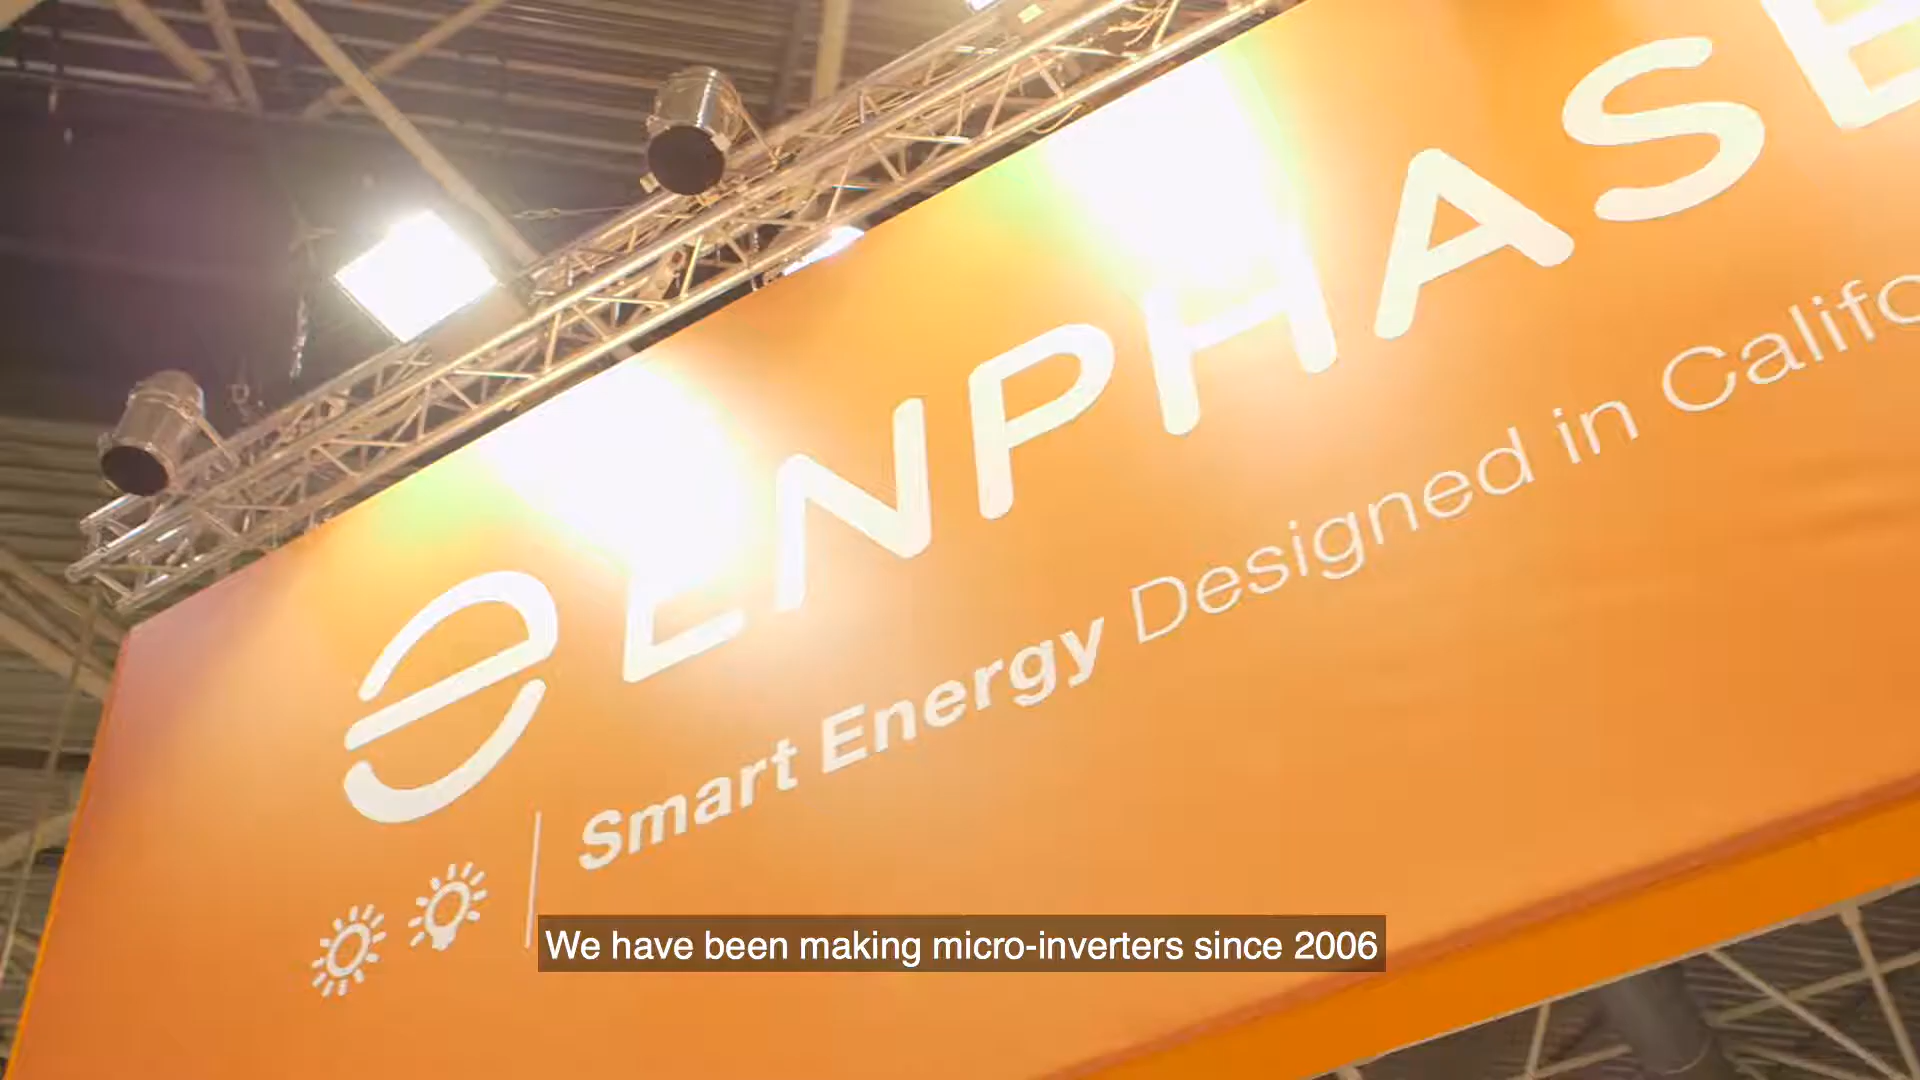 ENPHASE
Smart Energy Designed in Califo
We have been making micro-inverters since 2006